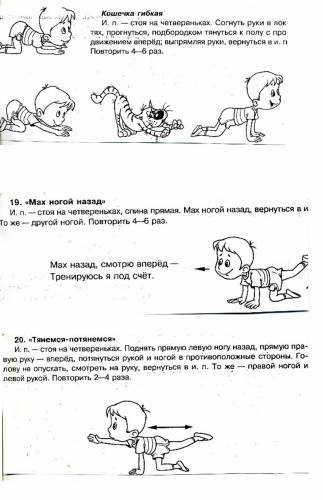 Кошечка гибкая
И. п. — стоя на четвереньках. Согнуть руки в лок
тях, прогнуться, подбородком тянуться к полу с про
движением вперёд; выпрямляя руки, вернуться в и. п
Повторить 4—6 раз.
19. «Мах ногой назад»
И. п. — стоя на четвереньках, спина прямая. Мах ногой назад, вернуться в и
То же — другой ногой. Повторить 4—6 раз.
Мах назад, смотрю вперёд —
Тренируюсь я под счёт.
20. «Тянемся-потянемся»
И. п. — стоя на четвереньках. Поднять прямую левую ногу назад, прямую пра-
вую руку — вперёд, потянуться рукой и ногой в противоположные стороны. Го-
лову не опускать, смотреть на руку, вернуться в и. п. То же — правой ногой и
левой рукой. Повторить 2—4 раза.